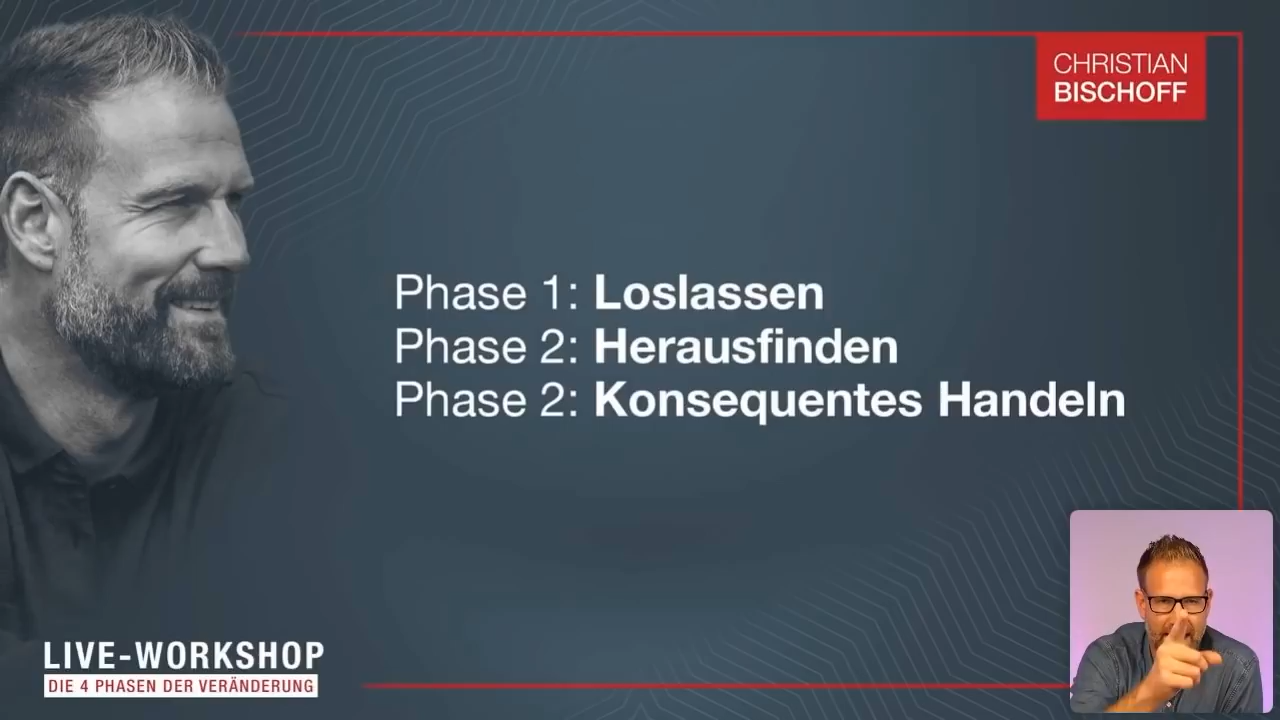 CHRISTIAN
BISCHOFF
Phase 1: Loslassen
Phase 2: Herausfinden
Phase 2: Konsequentes Handeln
LIVE-WORKSHOP
DIE 4 PHASEN DER VERÄNDERUNG